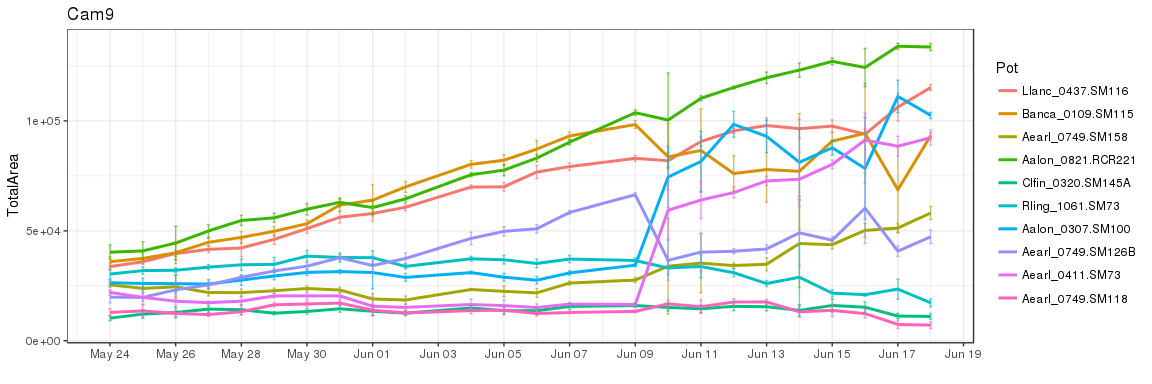 Cam9
TotalArea
1e+05
5e+04
0e+00
May 24 May 26 May 28 May 30 Jun 01 Jun 03 Jun 05 Jun 07 Jun 09 Jun 11 Jun 13 Jun 15 Jun 17 Jun 19
Pot
Llanc_0437.SM116
Banca_0109.SM115
Aearl_0749.SM158
Aalon_0821.RCR221
Clfin_0320.SM145A
Rling_1061.SM73
Aalon_0307.SM100
Aearl_0749.SM126B
Aearl_0411.SM73
Aearl_0749.SM118